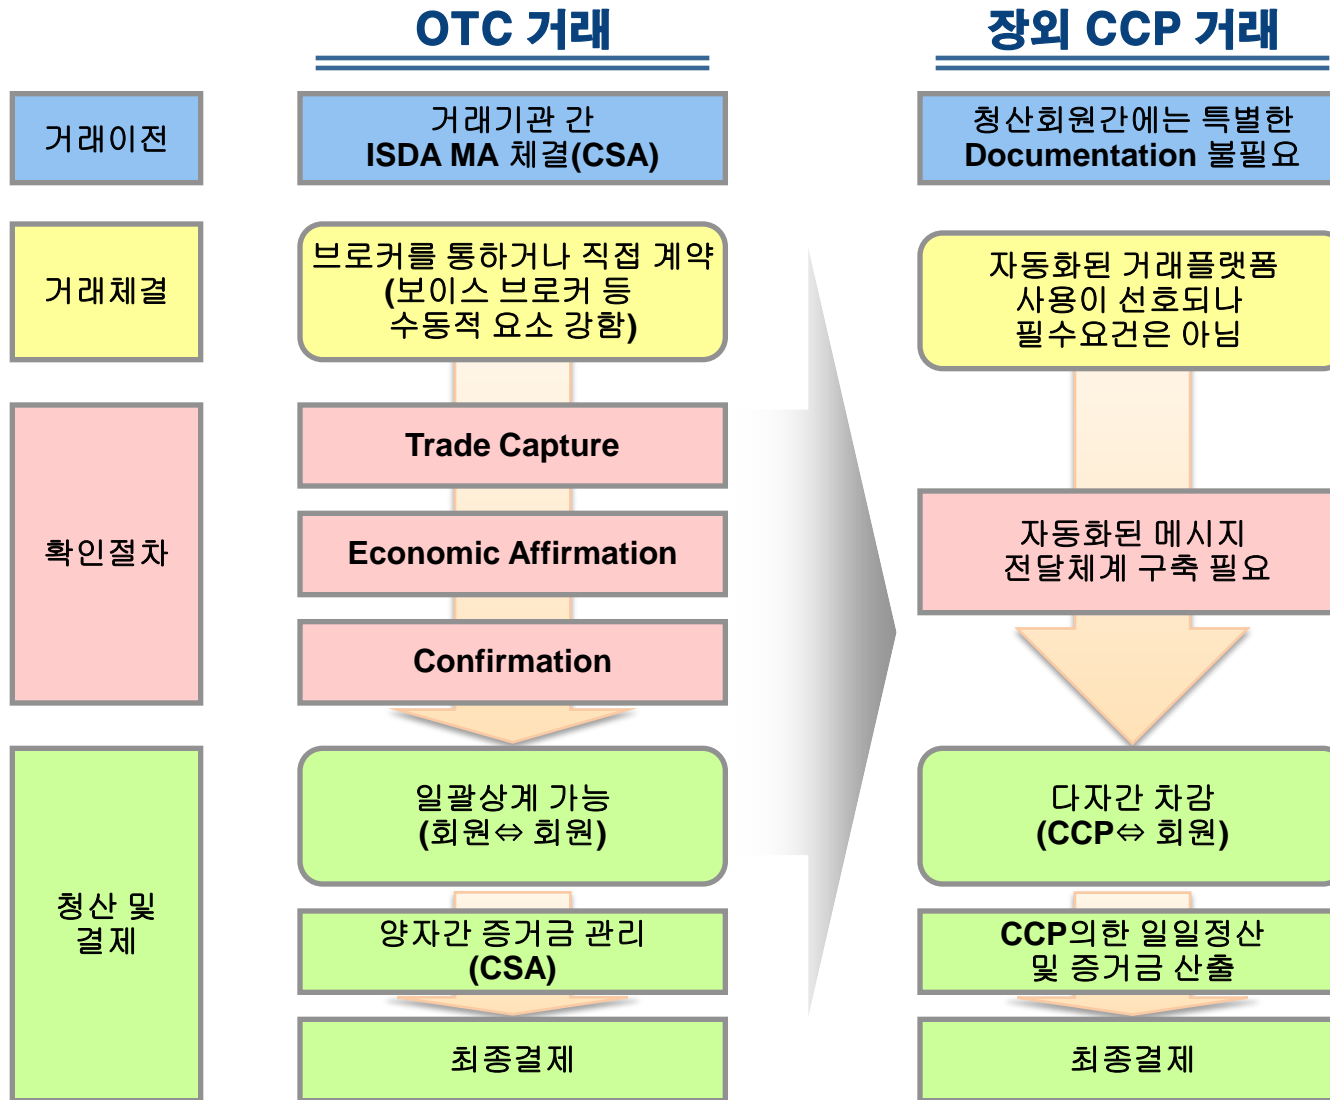 OTC 거래
장외 CCP 거래
거래이전
거래기관 간
ISDA MA 체결(CSA)
청산회원간에는 특별한
Documentation 불필요
거래체결
브로커를 통하거나 직접 계약
(보이스 브로커 등
수동적 요소 강함)
자동화된 거래플랫폼
사용이 선호되나
필수요건은 아님
확인절차
Trade Capture
Economic Affirmation
Confirmation
자동화된 메시지
전달체계 구축 필요
청산 및
결제
일괄상계 가능
(회원⇔ 회원)
다자간 차감
(CCP⇔ 회원)
양자간 증거금 관리
(CSA)
CCP의한 일일정산
및 증거금 산출
최종결제
최종결제